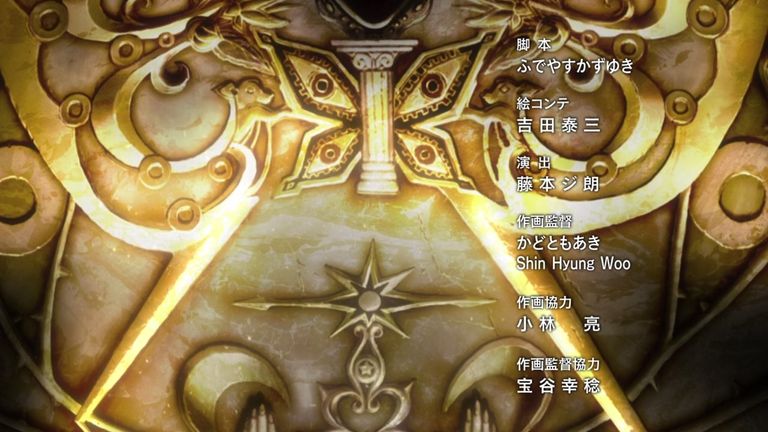 脚本
ふでやすかずゆき
絵コンテ
吉田泰三
演出
藤本ジ朗
作画監督
かどともあき
Shin Hyung Woo
作画協力
小林 亮
作画監督協力
宝谷幸稔